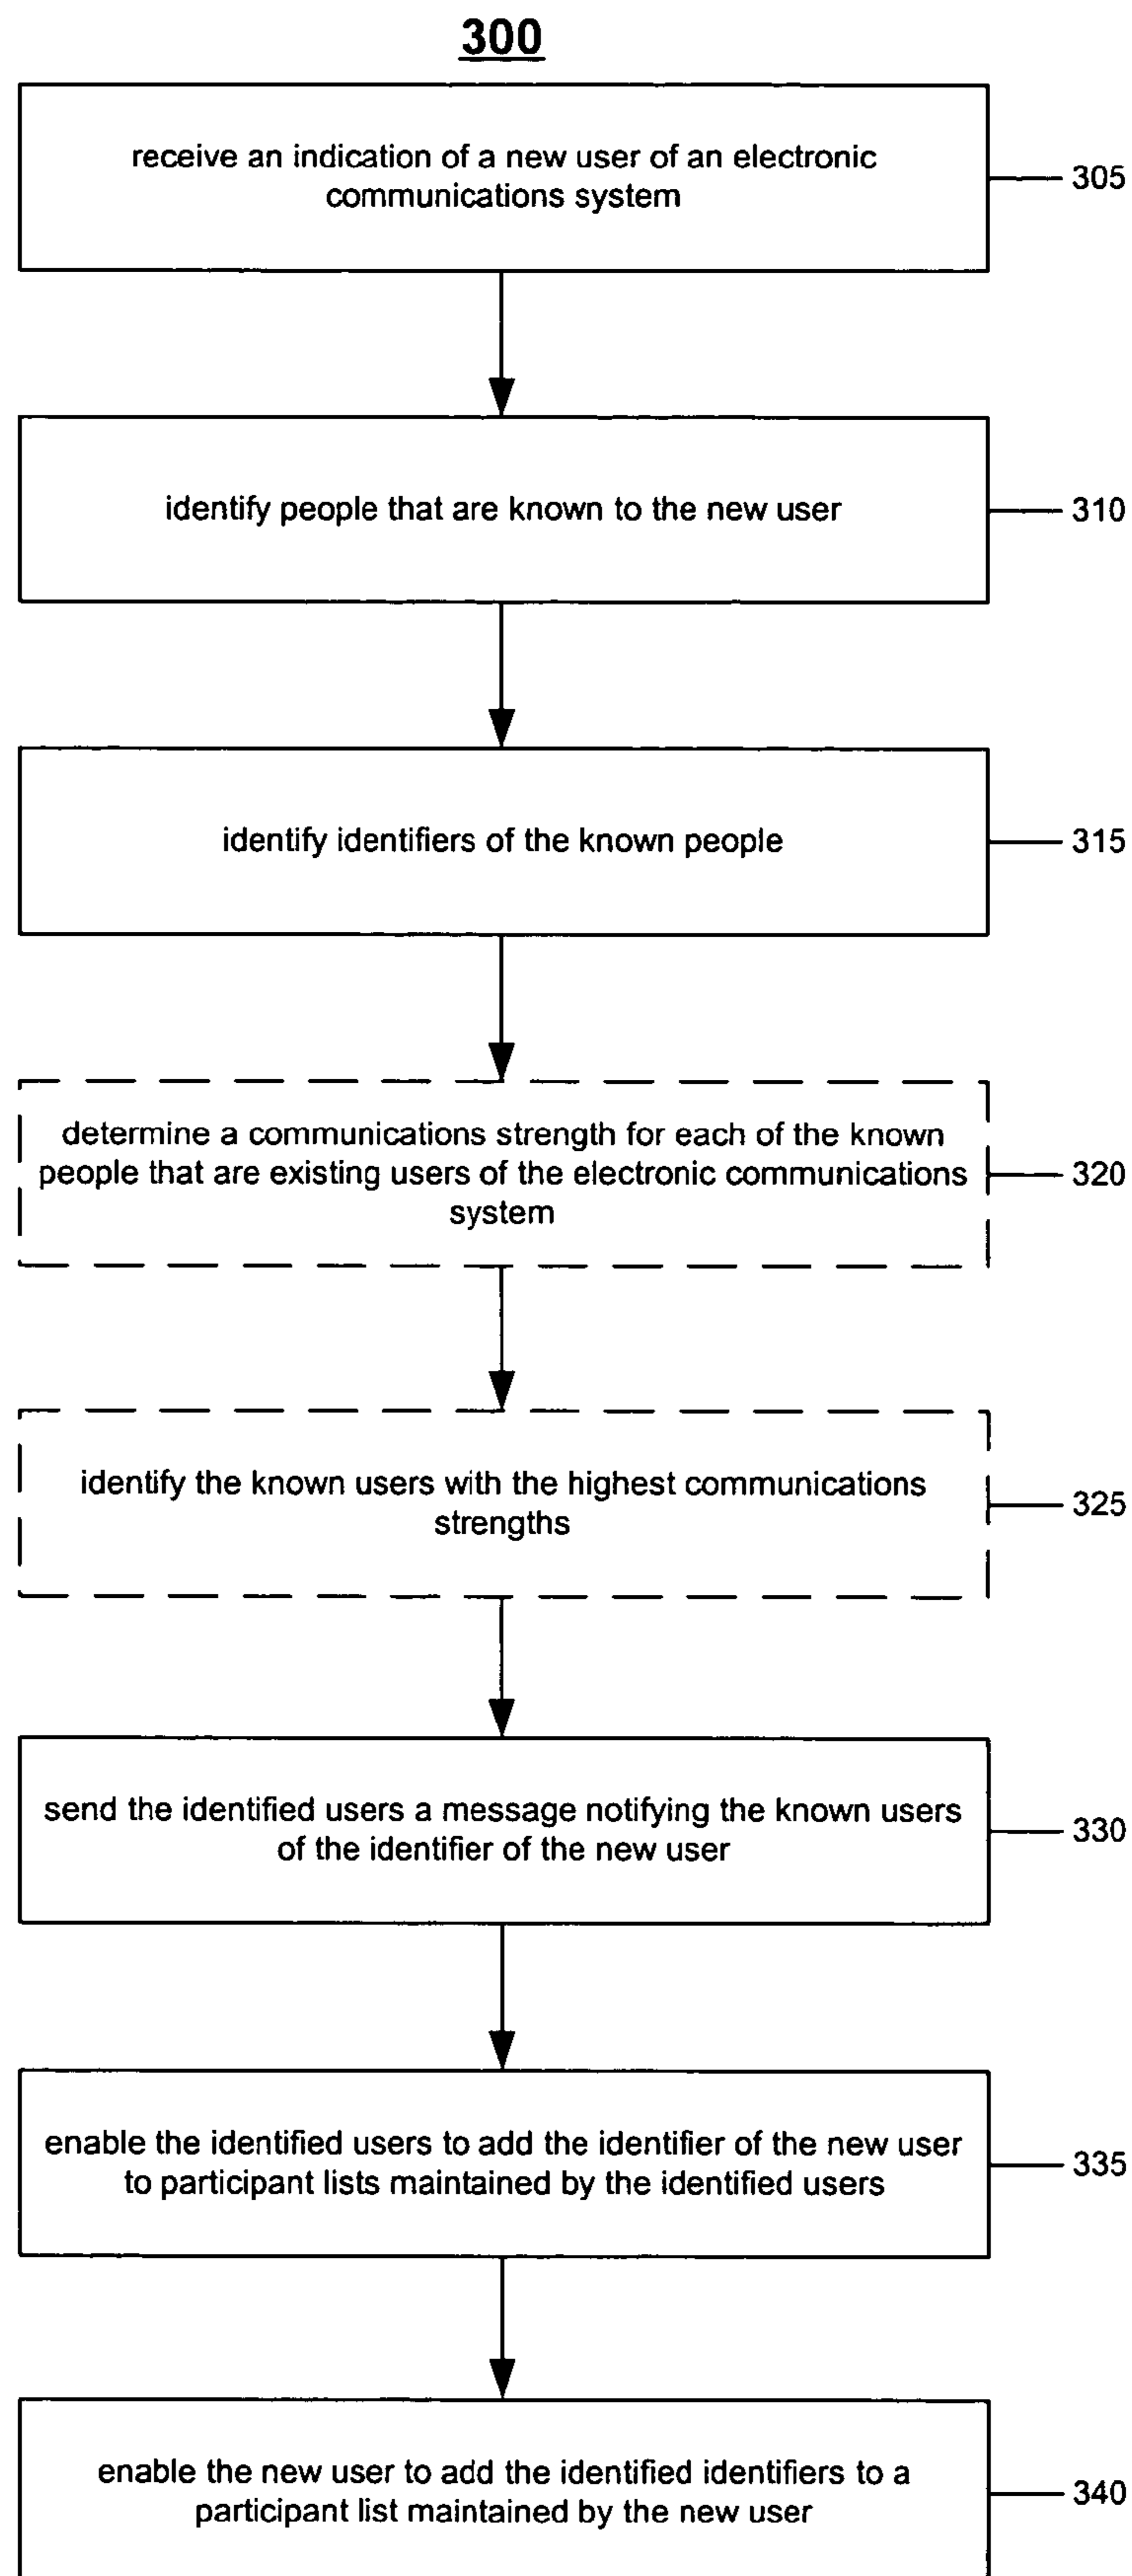 300
receive an indication of a new user of an electronic
communications system
305
identify people that are known to the new user
310
identify identifiers of the known people
315
determine a communications strength for each of the known
people that are existing users of the electronic communications
system
320
identify the known users with the highest communications
strengths
325
send the identified users a message notifying the known users
of the identifier of the new user
330
enable the identified users to add the identifier of the new user
to participant lists maintained by the identified users
335
enable the new user to add the identified identifiers to a
participant list maintained by the new user
340